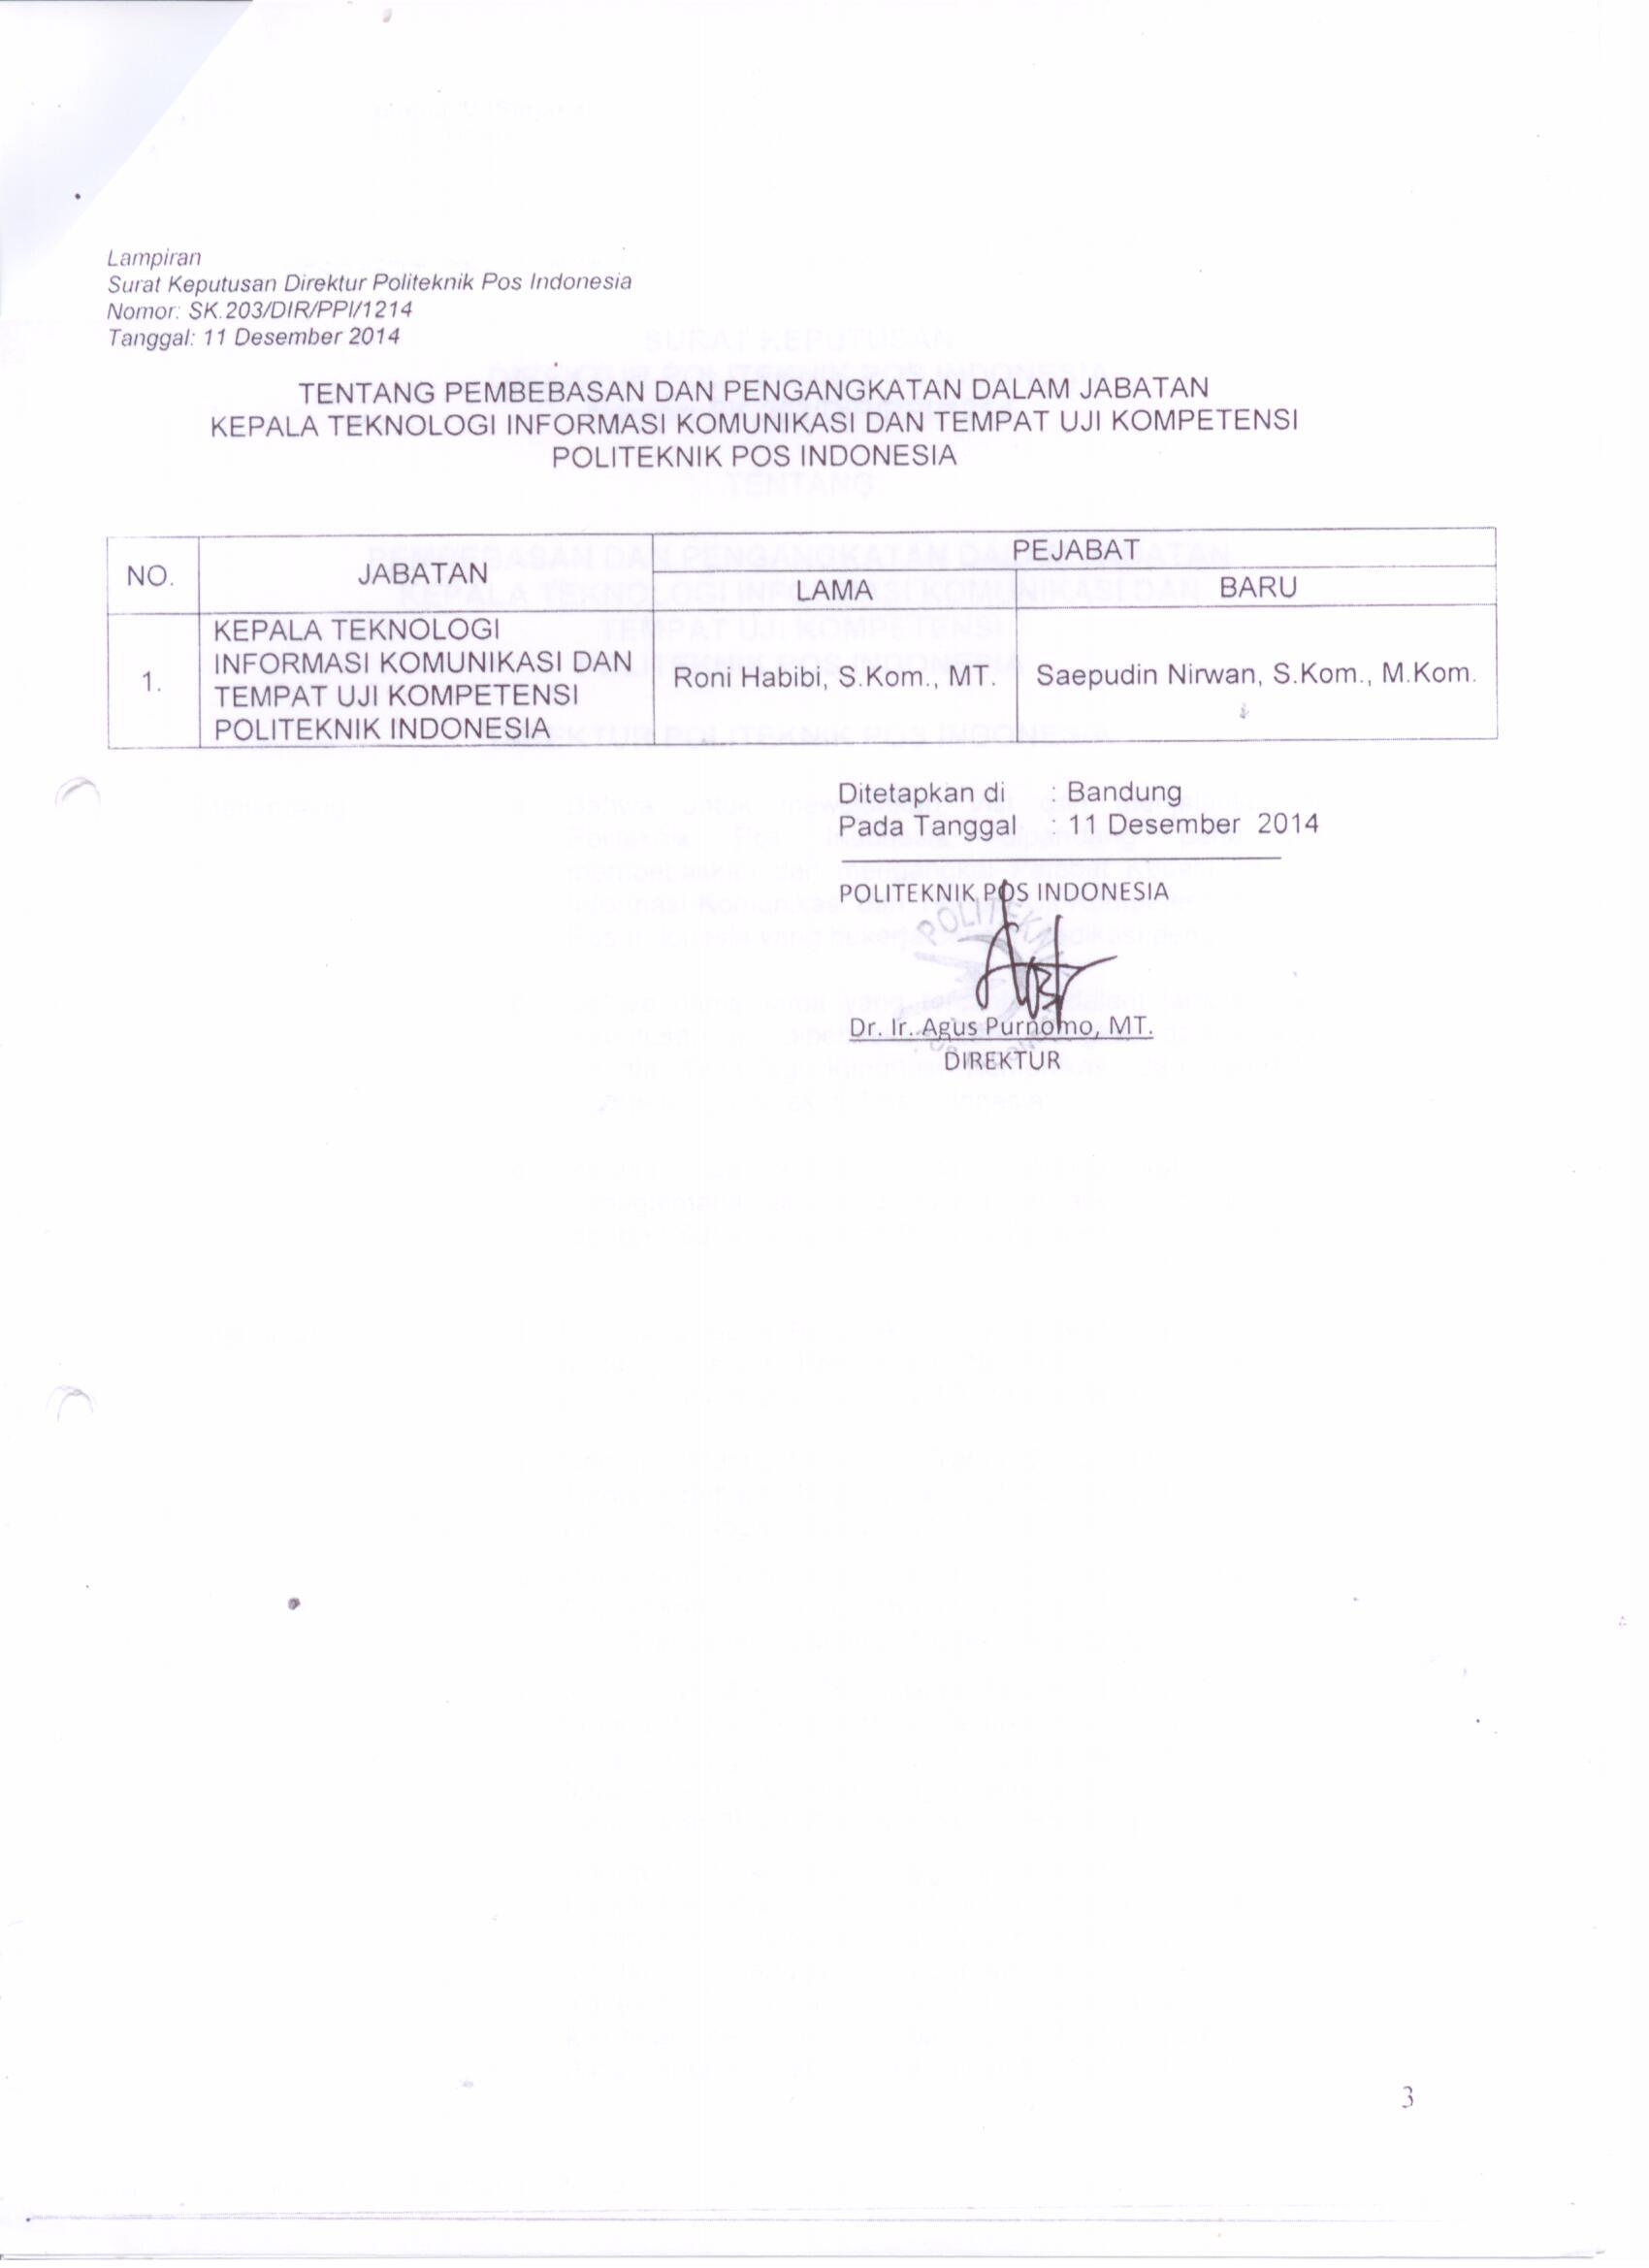 Lampiran
Surat Keputusan Direktur Politeknik Pos Indonesia
Nomor: SK.203/DIR/PPI/1214
Tanggal: 11 Desember 2014
TENTANG PEMBEBASAN DAN PENGANGKATAN DALAM JABATAN
KEPALA TEKNOLOGI INFORMASI KOMUNIKASI DAN TEMPAT UJI KOMPETENSI
POLITEKNIK POS INDONESIA
NO.
JABATAN
PEJABAT
LAMA
BARU
1.
KEPALA TEKNOLOGI
INFORMASI KOMUNIKASI DAN
TEMPAT UJI KOMPETENSI
POLITEKNIK INDONESIA
Roni Habibi, S.Kom., MT.
Saepudin Nirwan, S.Kom., M.Kom.
Ditetapkan di : Bandung
Pada Tanggal : 11 Desember 2014
POLITEKNIK POS INDONESIA
Dr. Ir. Agus Purnomo, MT.
DIREKTUR
3